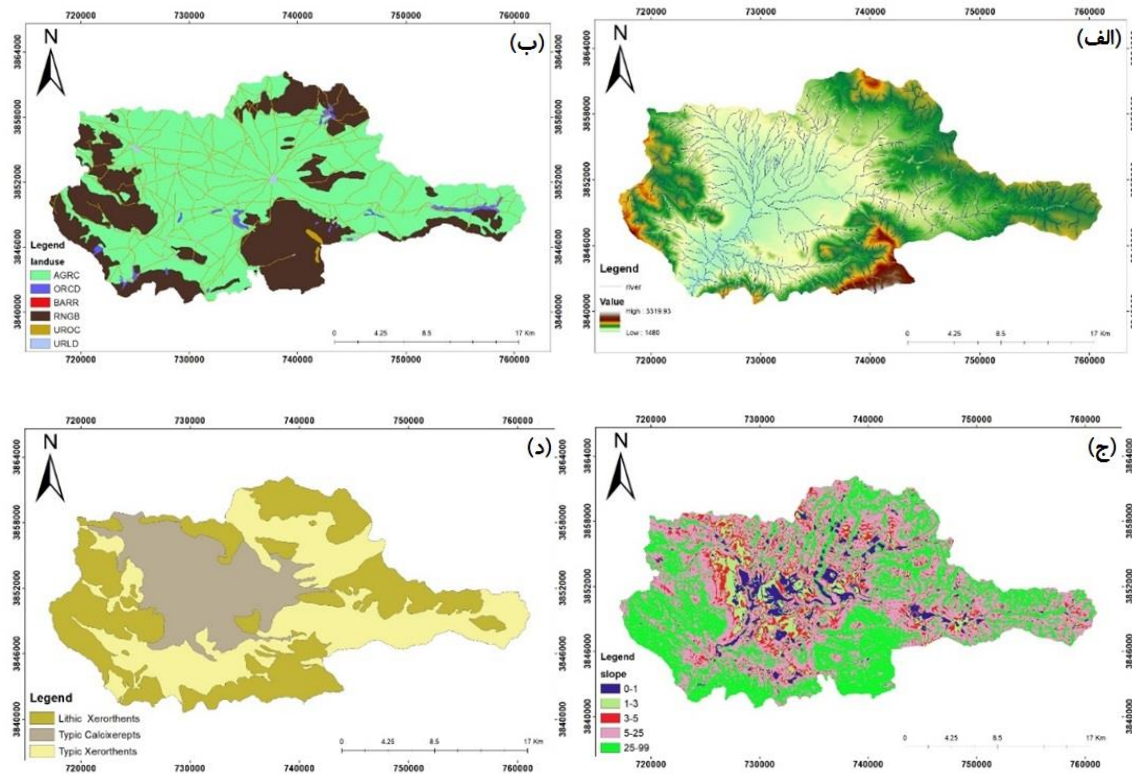 720000 730000 740000 750000 760000
(ب)
N
3864000
3858000
3852000
3846000
3840000
Legend
landuse
AGRC
ORCD
BARR
RNGB
UROC
URLD
0 4.25 8.5 17 Km
720000 730000 740000 750000 760000
720000 730000 740000 750000 760000
(الف)
N
3864000
3858000
3852000
3846000
3840000
Legend
river
Value
Low : 1480
0 4.25 8.5 17 Km
720000 730000 740000 750000 760000
720000 730000 740000 750000 760000
(د)
N
3864000
3858000
3852000
3846000
3840000
Legend
Lithic Xerorthents
Typic Calcixerepts
Typic Xerorthents
0 4.25 8.5 17 Km
720000 730000 740000 750000 760000
720000 730000 740000 750000 760000
(ج)
N
3864000
3858000
3852000
3846000
3840000
Legend
slope
0-1
1-3
3-5
5-25
25-99
0 4.25 8.5 17 Km
720000 730000 740000 750000 760000